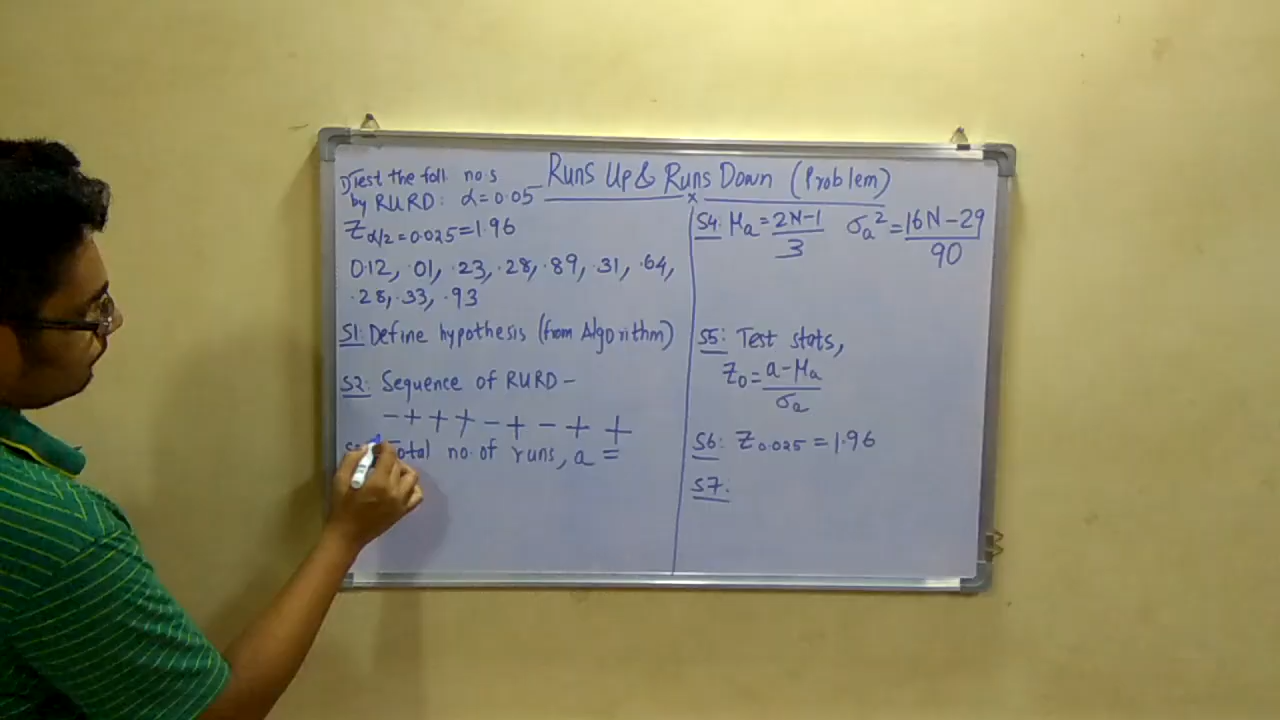 Runs Up & Runs Down (Problem)
1) Test the foll. no.s
by RURD: α=0.05
Z α/2=0.025=1.96
0.12, .01, .23, .28, .89, .31, .64,
.28, .33, .93
S1: Define hypothesis (from Algorithm)
S2: Sequence of RURD –
– + + + – + – + +
Total no. of runs, a =
S4: μa = 2N-1/3 σa² = 16N-29/90
S5: Test stats,
Z0 = a-μa/σa
S6: Z0.025 = 1.96
S7: